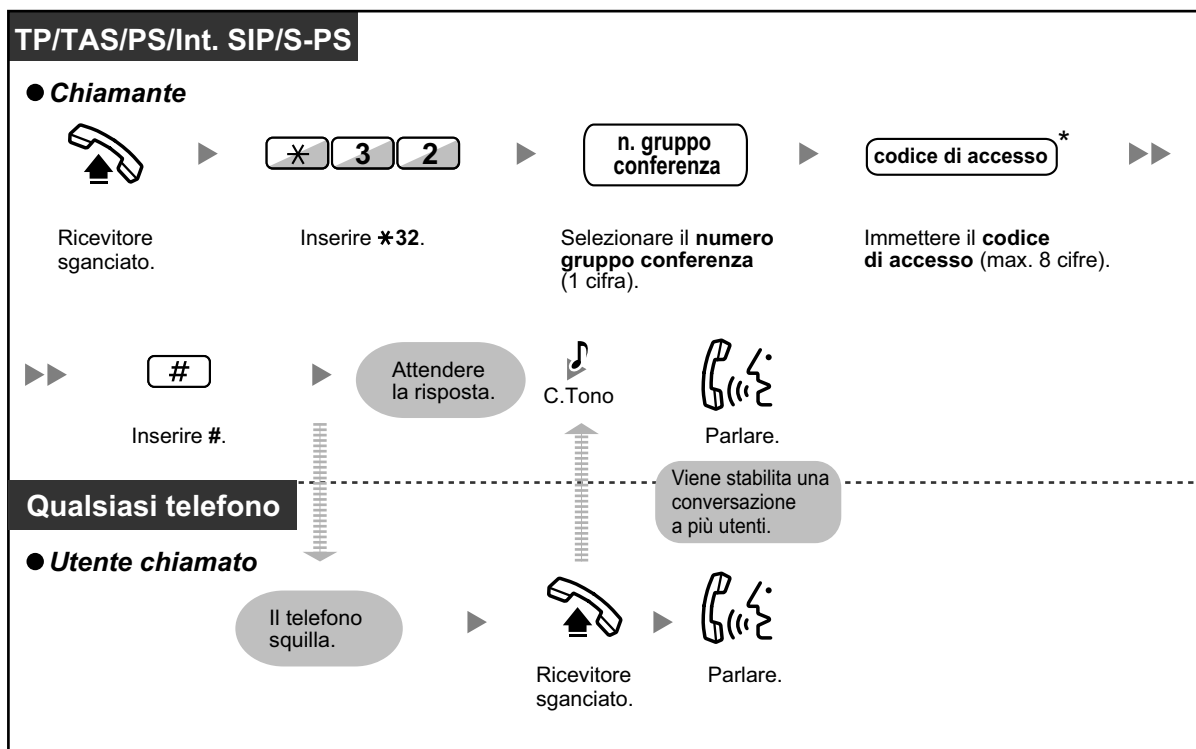 TP/TAS/PS/Int. SIP/S-PS
● Chiamante
* 3 2
n. gruppo
conferenza
codice di accesso*
Ricevitore
sganciato.
Inserire *32.
Selezionare il numero
gruppo conferenza
(1 cifra).
Immettere il codice
di accesso (max. 8 cifre).
#
Attendere
la risposta.
C.Tono
Inserire #.
Parlare.
Viene stabilita una
conversazione
a più utenti.
Qualsiasi telefono
● Utente chiamato
Il telefono
squilla.
Ricevitore
sganciato.
Parlare.